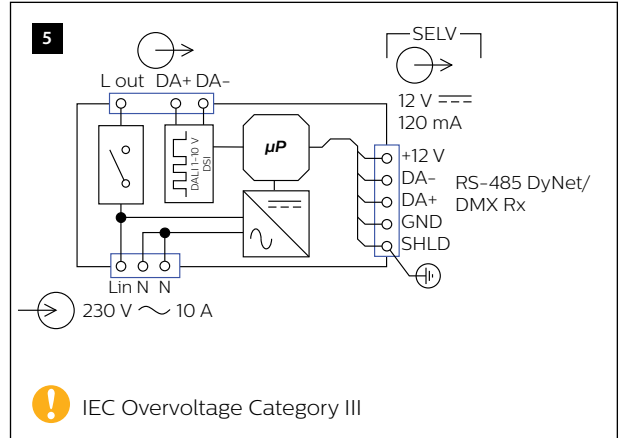 5
SELV
L out DA+ DA-
12 V ⎓
120 mA
DALI 1-10 V
DSI
µP
+12 V
DA-
DA+
GND
SHLD
RS-485 DyNet/
DMX Rx
Lin N N
230 V ~ 10 A
! IEC Overvoltage Category III